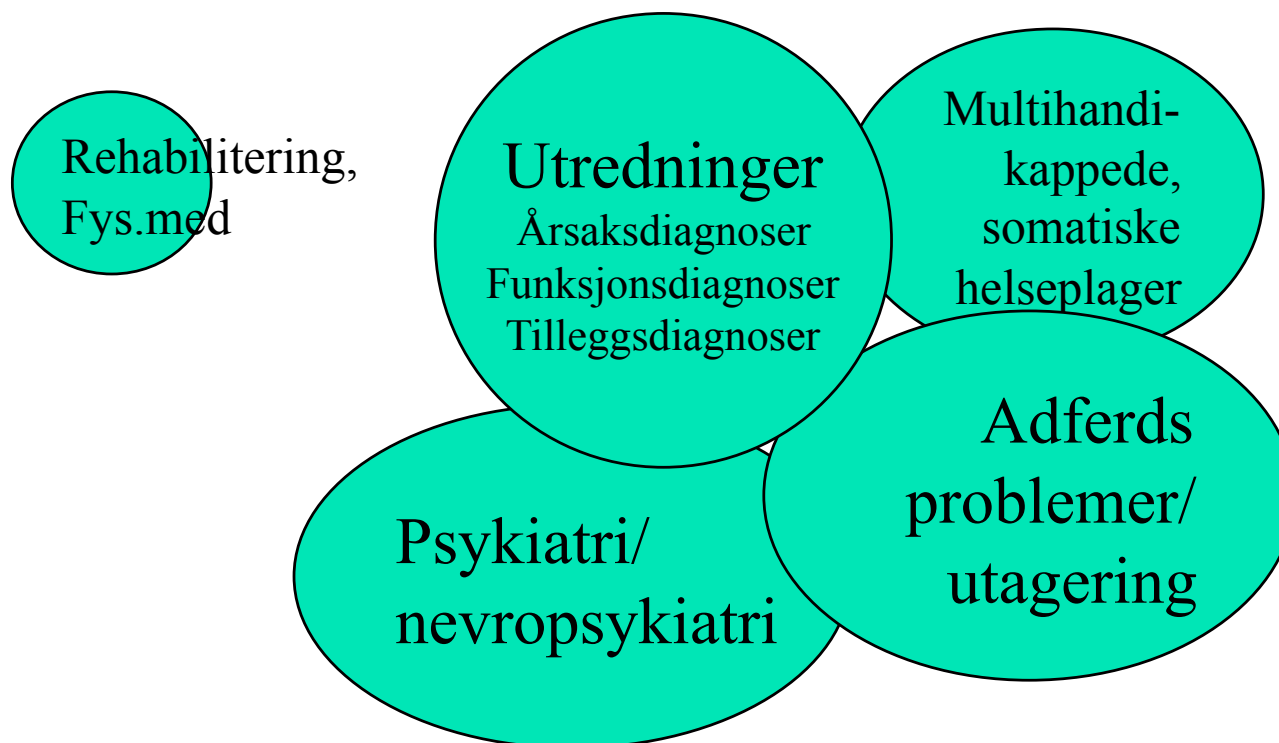 Rehabilitering,
Fys.med
Utredninger
Årsaksdiagnoser
Funksjonsdiagnoser
Tilleggsdiagnoser
Multihandi-
kappede,
somatiske
helseplager
Psykiatri/
nevropsykiatri
Adferds
problemer/
utagering